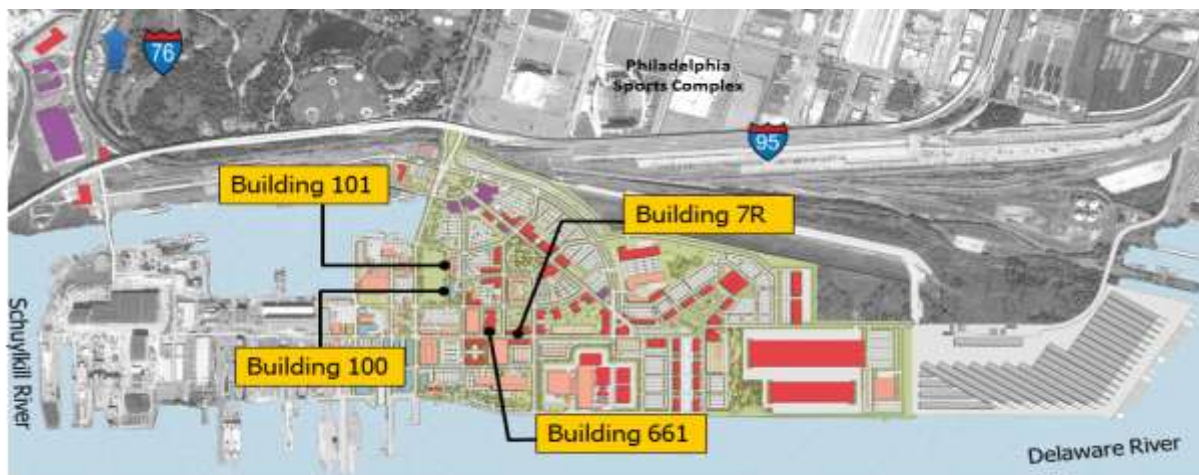 76
Philadelphia
Sports Complex
95
Building 101
Building 7R
Building 100
Building 661
Schuylkill River
Delaware River